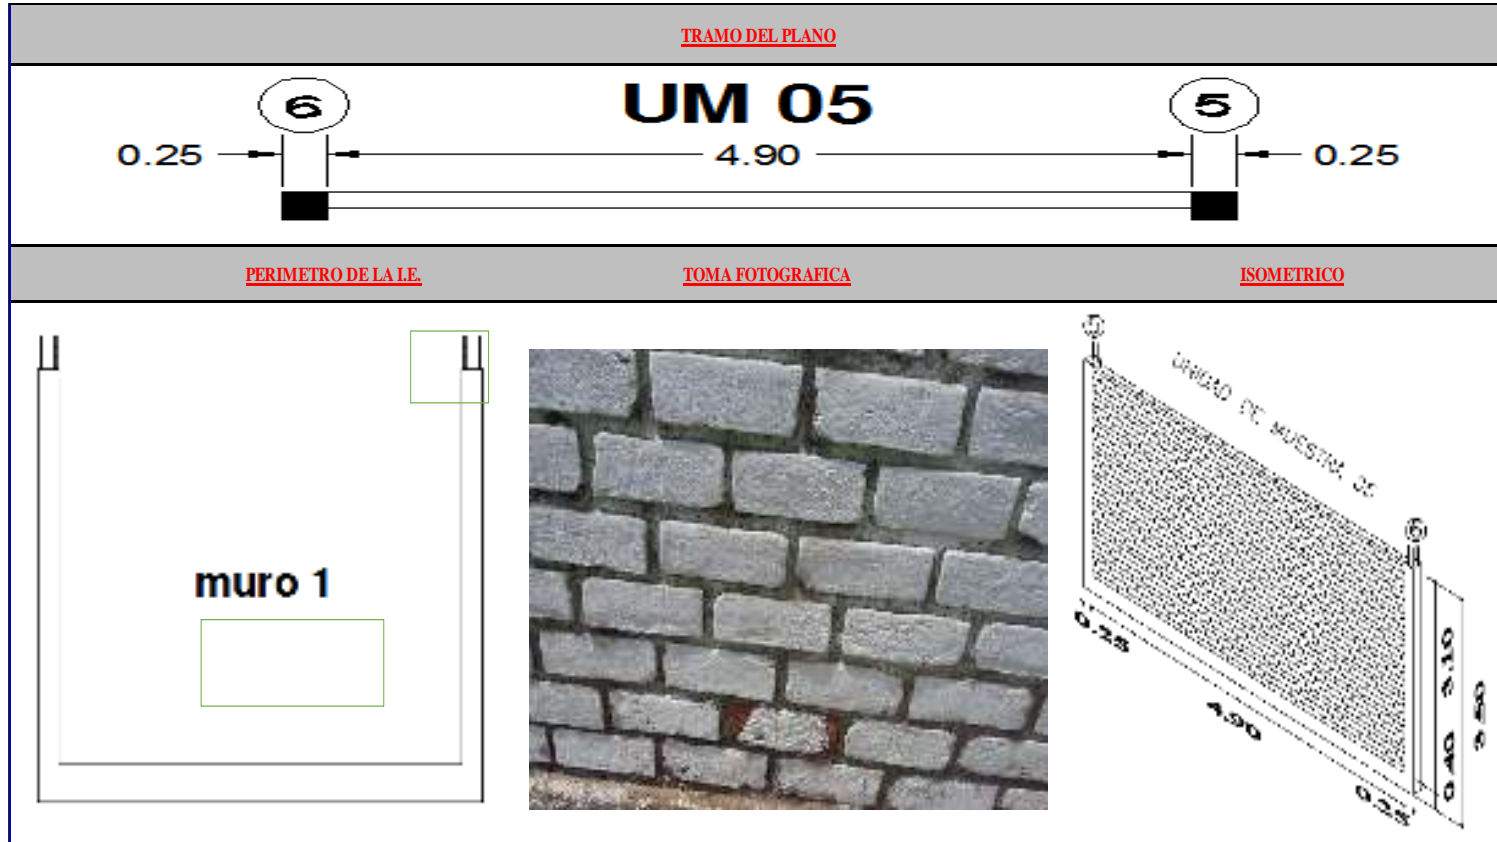 TRAMO DEL PLANO
6 UM 05 5
0.25 4.90 0.25
PERIMETRO DE LA I.E. TOMA FOTOGRAFICA ISOMETRICO
muro 1
5
UNIDAD DE MUESTRA 05
6
0.25
4.90
0.25
0.40 3.10
3.50